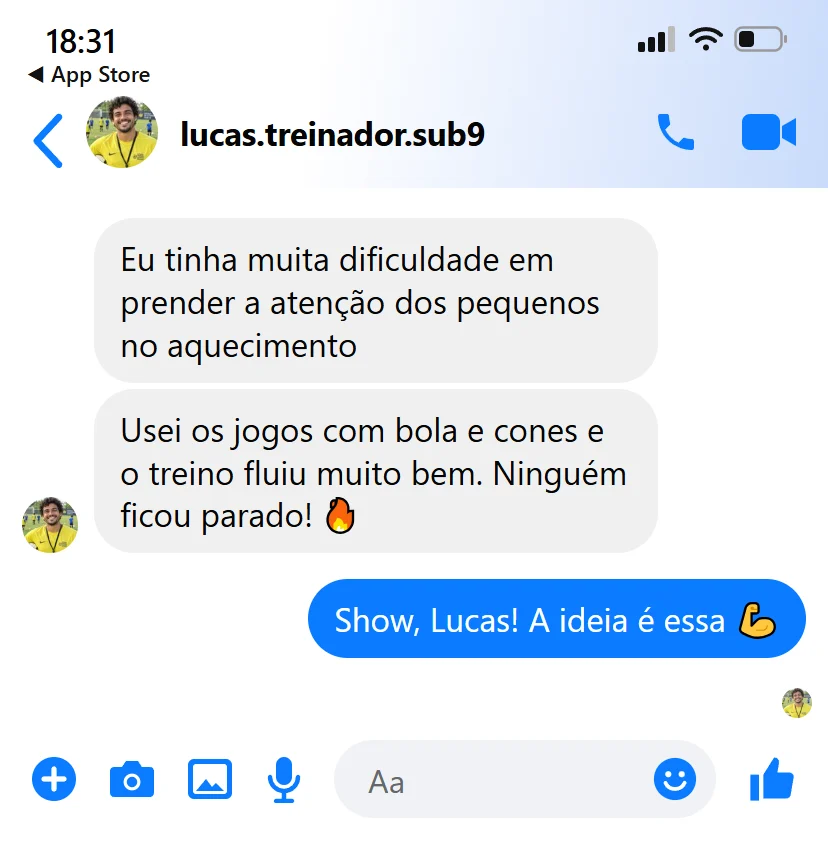 18:31
◀ App Store
lucas.treinador.sub9
Eu tinha muita dificuldade em
prender a atenção dos pequenos
no aquecimento
Usei os jogos com bola e cones e
o treino fluiu muito bem. Ninguém
ficou parado! 🔥
Show, Lucas! A ideia é essa 💪
Aa